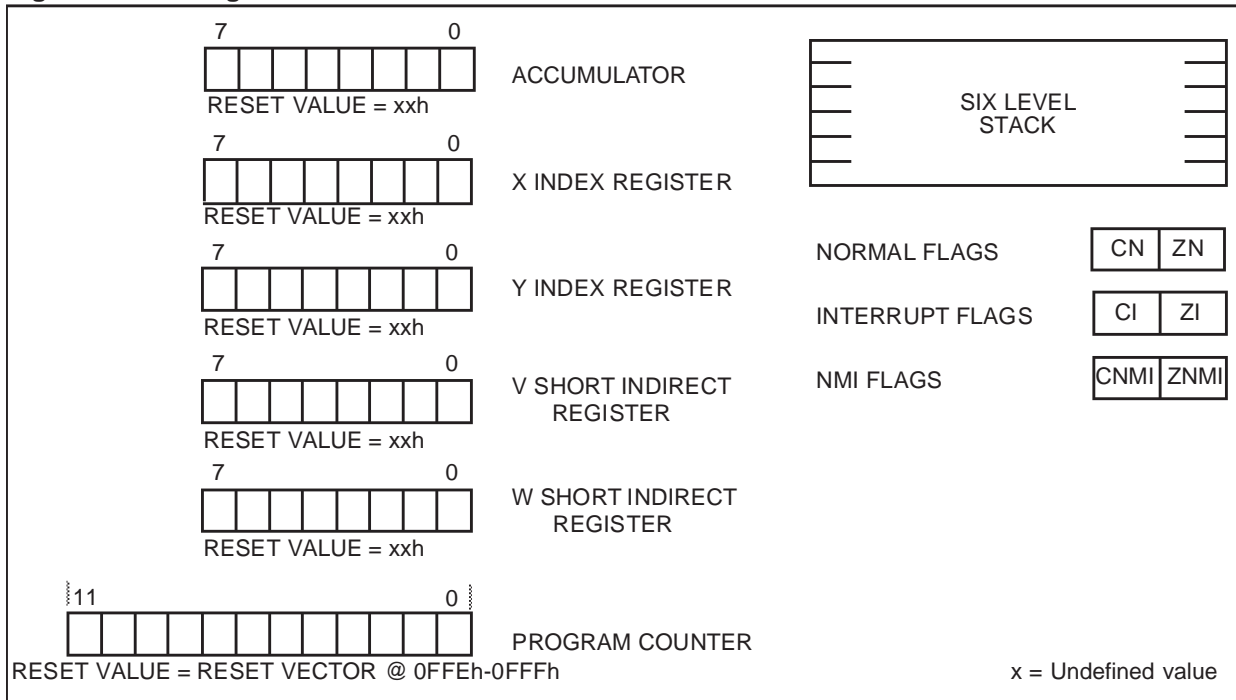 7 0
ACCUMULATOR
RESET VALUE = xxh
7 0
X INDEX REGISTER
RESET VALUE = xxh
7 0
Y INDEX REGISTER
RESET VALUE = xxh
7 0
V SHORT INDIRECT
REGISTER
RESET VALUE = xxh
7 0
W SHORT INDIRECT
REGISTER
RESET VALUE = xxh
11 0
PROGRAM COUNTER
RESET VALUE = RESET VECTOR @ 0FFEh-0FFFh
SIX LEVEL
STACK
NORMAL FLAGS CN ZN
INTERRUPT FLAGS CI ZI
NMI FLAGS CNMI ZNMI
x = Undefined value